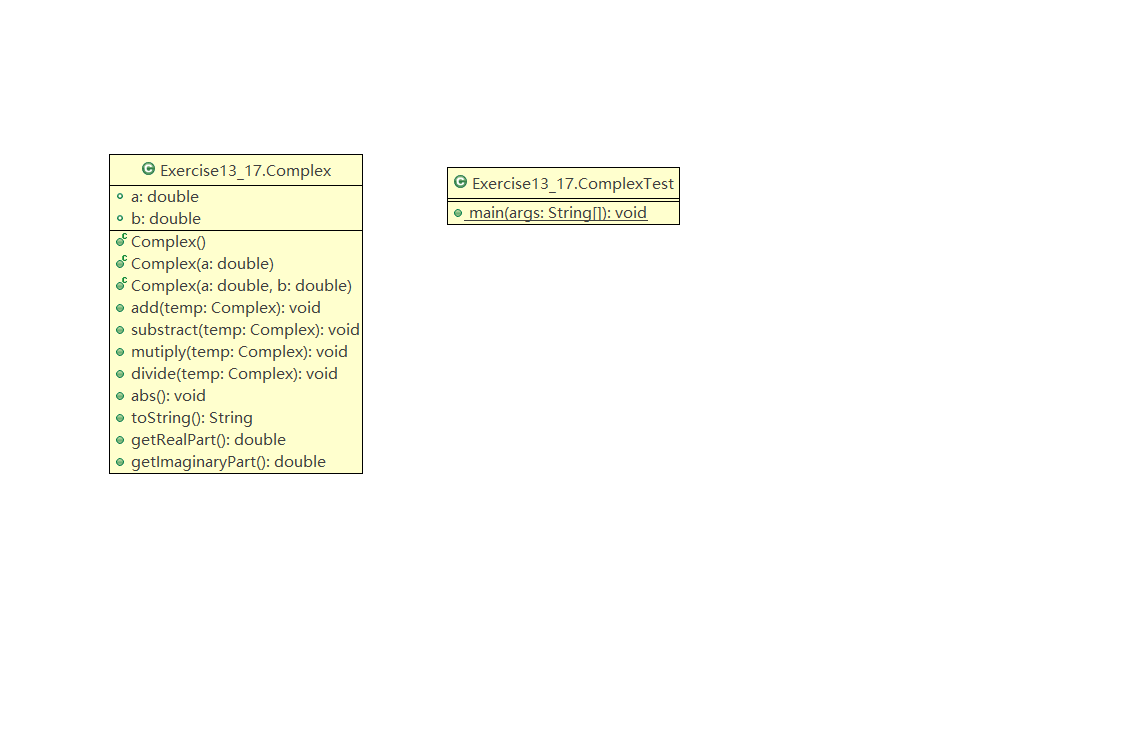 Exercise13_17.Complex
a: double
b: double
Complex()
Complex(a: double)
Complex(a: double, b: double)
add(temp: Complex): void
substract(temp: Complex): void
mutiply(temp: Complex): void
divide(temp: Complex): void
abs(): void
toString(): String
getRealPart(): double
getImaginaryPart(): double
Exercise13_17.ComplexTest
main(args: String[]): void